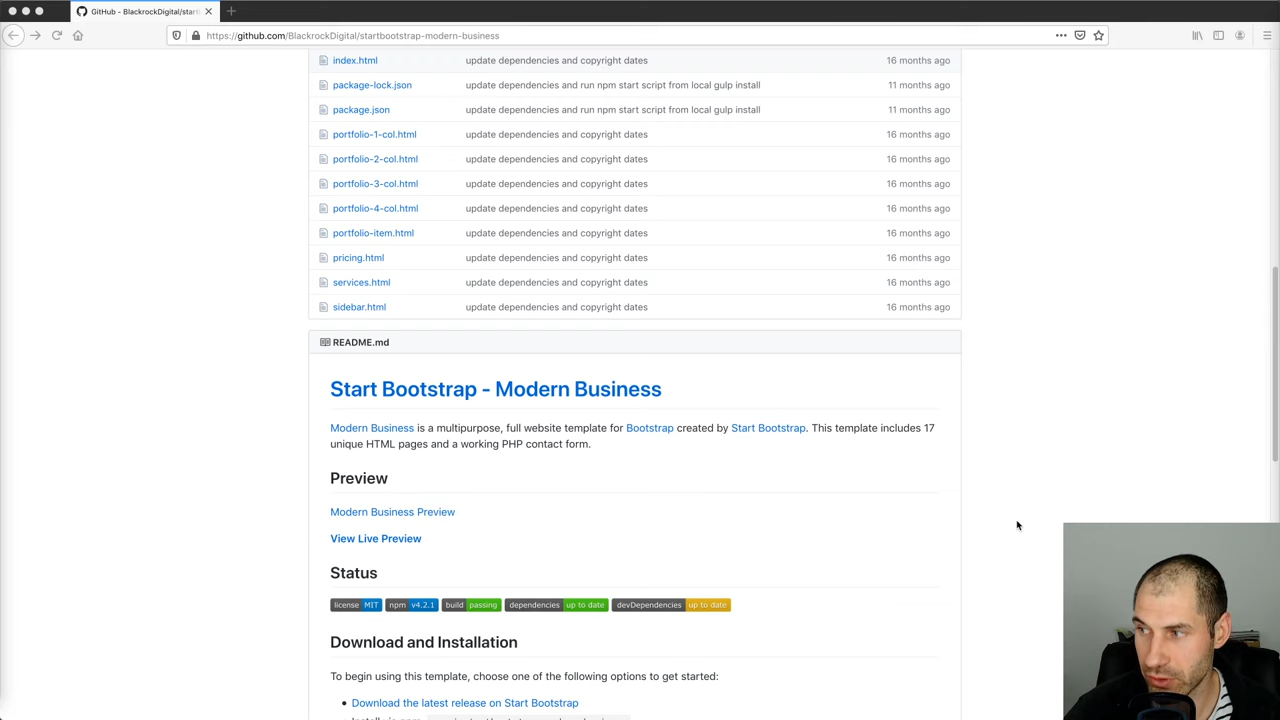 GitHub - BlackrockDigital/start
https://github.com/BlackrockDigital/startbootstrap-modern-business
index.html update dependencies and copyright dates 16 months ago
package-lock.json update dependencies and run npm start script from local gulp install 11 months ago
package.json update dependencies and run npm start script from local gulp install 11 months ago
portfolio-1-col.html update dependencies and copyright dates 16 months ago
portfolio-2-col.html update dependencies and copyright dates 16 months ago
portfolio-3-col.html update dependencies and copyright dates 16 months ago
portfolio-4-col.html update dependencies and copyright dates 16 months ago
portfolio-item.html update dependencies and copyright dates 16 months ago
pricing.html update dependencies and copyright dates 16 months ago
services.html update dependencies and copyright dates 16 months ago
sidebar.html update dependencies and copyright dates 16 months ago
README.md
Start Bootstrap - Modern Business
Modern Business is a multipurpose, full website template for Bootstrap created by Start Bootstrap. This template includes 17
unique HTML pages and a working PHP contact form.
Preview
Modern Business Preview
View Live Preview
Status
license MIT npm v4.2.1 build passing dependencies up to date devDependencies up to date
Download and Installation
To begin using this template, choose one of the following options to get started:
Download the latest release on Start Bootstrap